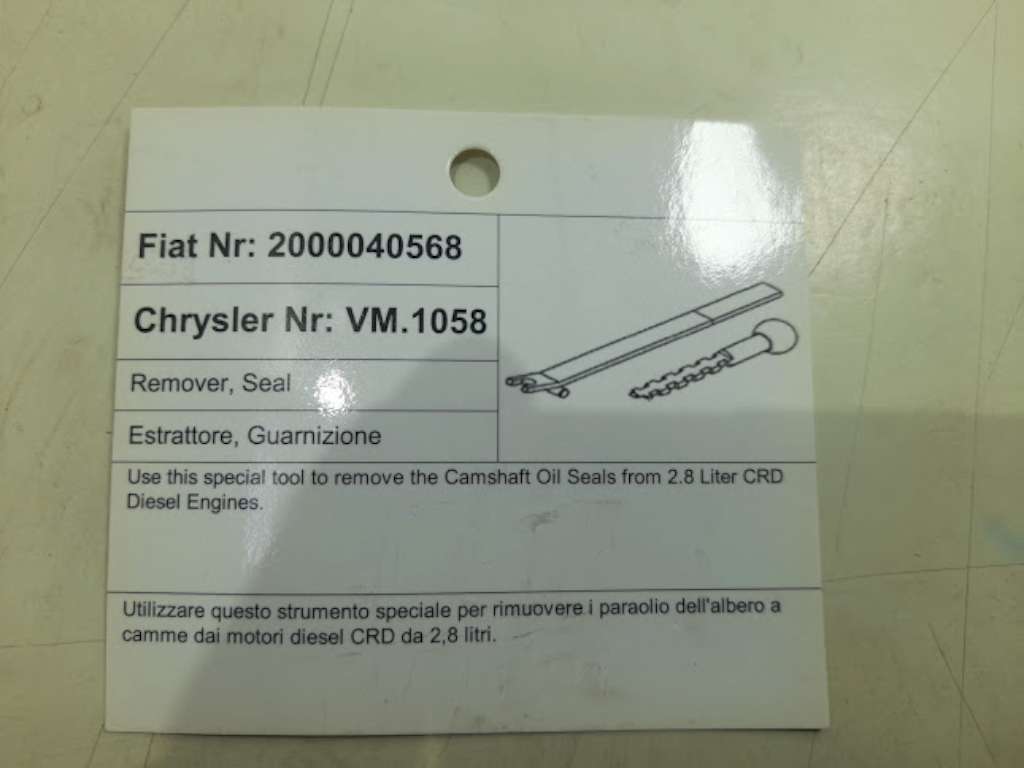 Fiat Nr: 2000040568
Chrysler Nr: VM.1058
Remover, Seal
Estrattore, Guarnizione
Use this special tool to remove the Camshaft Oil Seals from 2.8 Liter CRD
Diesel Engines.
Utilizzare questo strumento speciale per rimuovere i paraolio dell'albero a
camme dai motori diesel CRD da 2,8 litri.